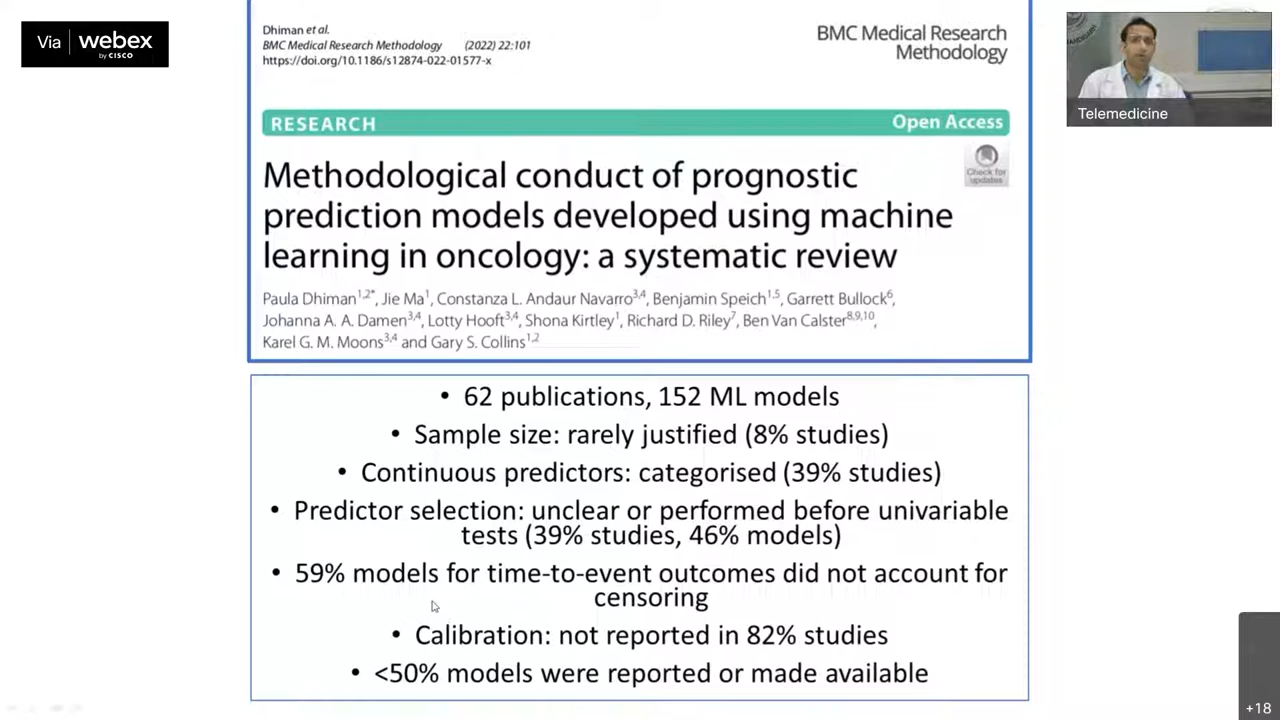 Via webex
by CISCO
Dhiman et al.
BMC Medical Research Methodology (2022) 22:101
https://doi.org/10.1186/s12874-022-01577-x
BMC Medical Research
Methodology
RESEARCH
Open Access
Check for
updates
Methodological conduct of prognostic
prediction models developed using machine
learning in oncology: a systematic review
Paula Dhiman1,2*, Jie Ma1, Constanza L. Andaur Navarro3,4, Benjamin Speich1,5, Garrett Bullock6,
Johanna A. A. Damen3,4, Lotty Hooft3,4, Shona Kirtley1, Richard D. Riley7, Ben Van Calster8,9,10,
Karel G. M. Moons3,4 and Gary S. Collins1,2
• 62 publications, 152 ML models
• Sample size: rarely justified (8% studies)
• Continuous predictors: categorised (39% studies)
• Predictor selection: unclear or performed before univariable
tests (39% studies, 46% models)
• 59% models for time-to-event outcomes did not account for
censoring
• Calibration: not reported in 82% studies
• <50% models were reported or made available
Telemedicine
+18